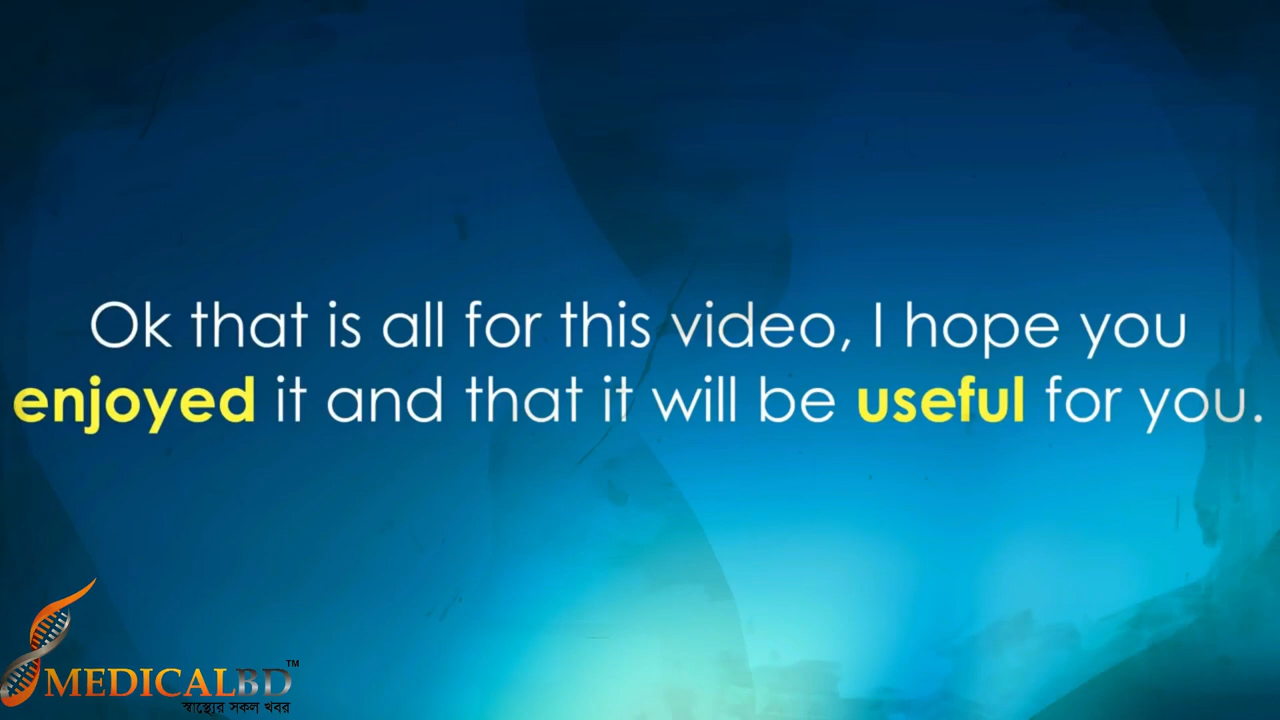 Ok that is all for this video, I hope you
enjoyed it and that it will be useful for you.
MEDICALBD™
স্বাস্থ্যের সকল খবর